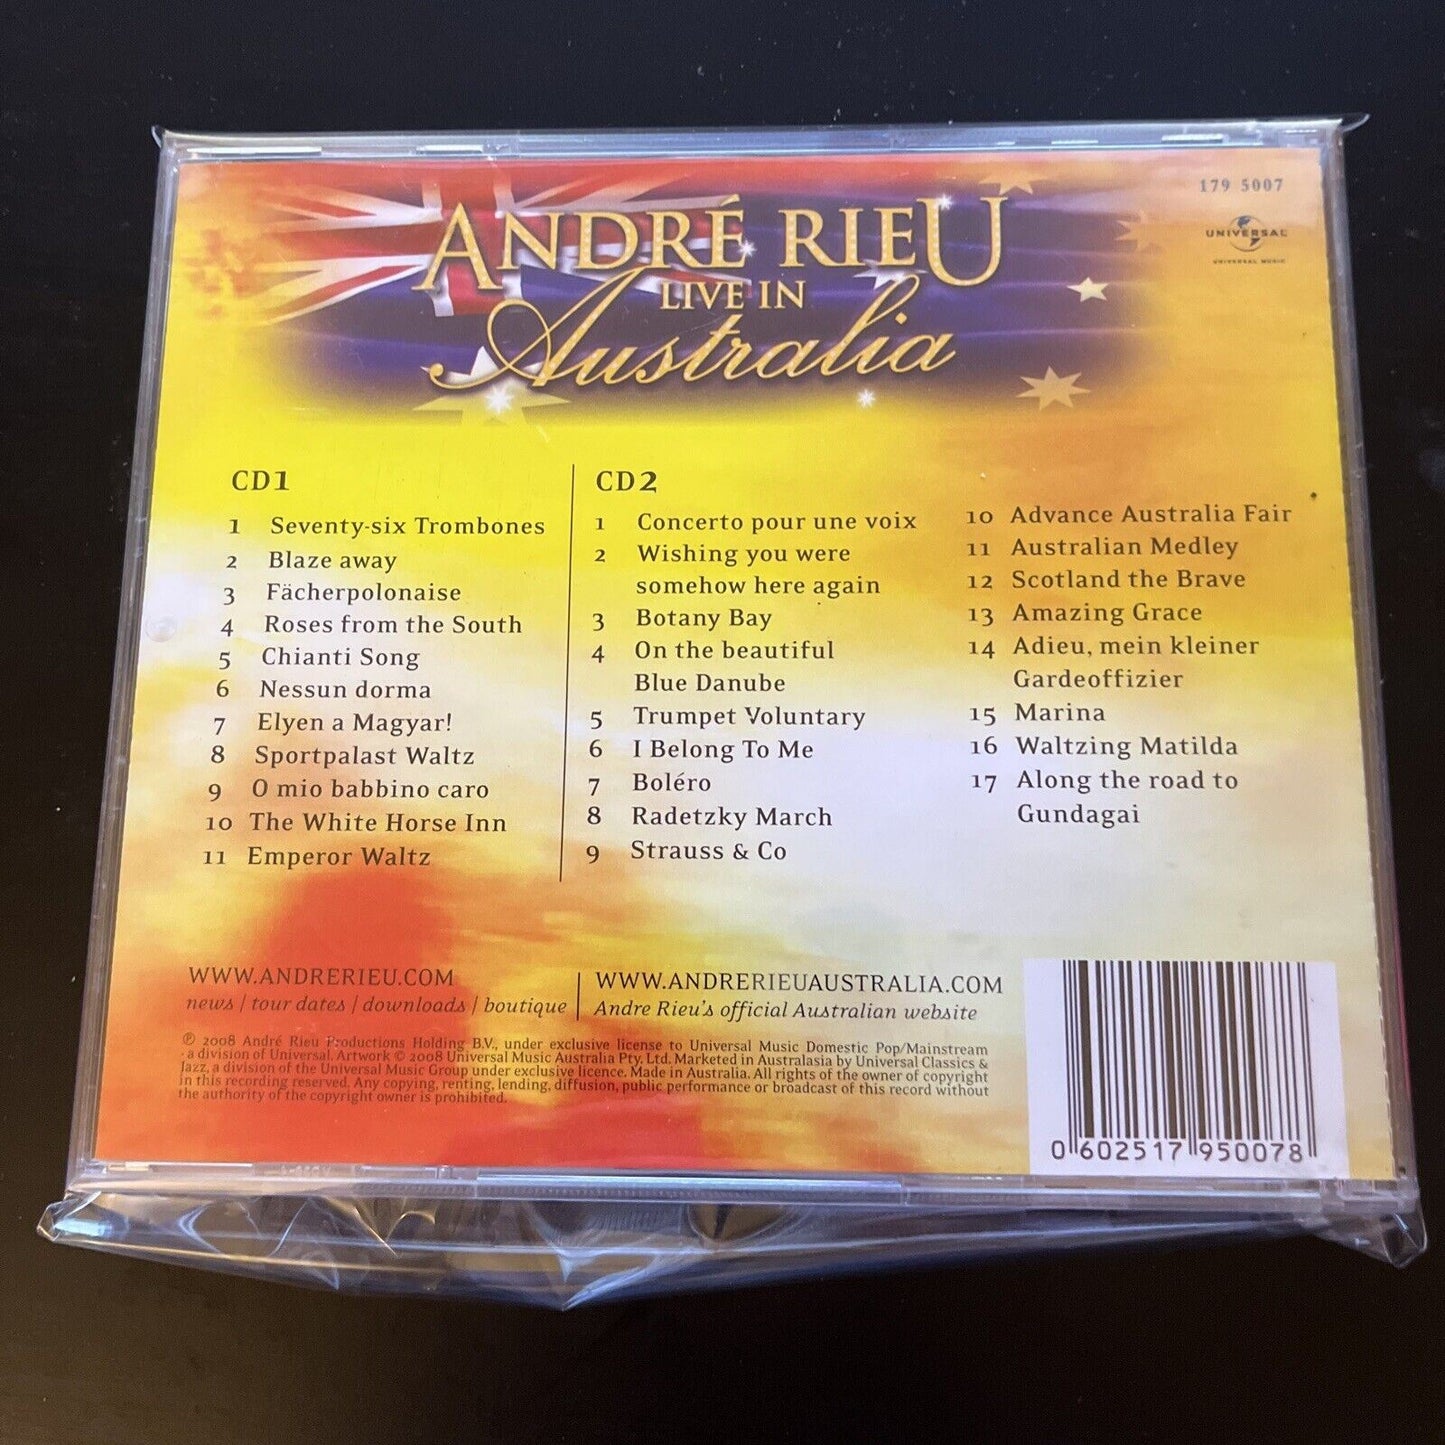 179 5007
UNIVERSAL
UNIVERSAL MUSIC
ANDRÉ RIEU
LIVE IN
Australia
CD1
1 Seventy-six Trombones
2 Blaze away
3 Fächerpolonaise
4 Roses from the South
5 Chianti Song
6 Nessun dorma
7 Elyen a Magyar!
8 Sportpalast Waltz
9 O mio babbino caro
10 The White Horse Inn
11 Emperor Waltz
CD2
1 Concerto pour une voix
2 Wishing you were
somehow here again
3 Botany Bay
4 On the beautiful
Blue Danube
5 Trumpet Voluntary
6 I Belong To Me
7 Boléro
8 Radetzky March
9 Strauss & Co
10 Advance Australia Fair
11 Australian Medley
12 Scotland the Brave
13 Amazing Grace
14 Adieu, mein kleiner
Gardeoffizier
15 Marina
16 Waltzing Matilda
17 Along the road to
Gundagai
WWW.ANDRERIEU.COM
news | tour dates | downloads | boutique
WWW.ANDRERIEUAUSTRALIA.COM
Andre Rieu's official Australian website
℗ 2008 André Rieu Productions Holding B.V., under exclusive license to Universal Music Domestic Pop/Mainstream
- a division of Universal. Artwork © 2008 Universal Music Australia Pty. Ltd. Marketed in Australasia by Universal Classics &
Jazz, a division of the Universal Music Group under exclusive licence. Made in Australia. All rights of the owner of copyright
in this recording reserved. Any copying, renting, lending, diffusion, public performance or broadcast of this record without
the authority of the copyright owner is prohibited.
0 602517 950078